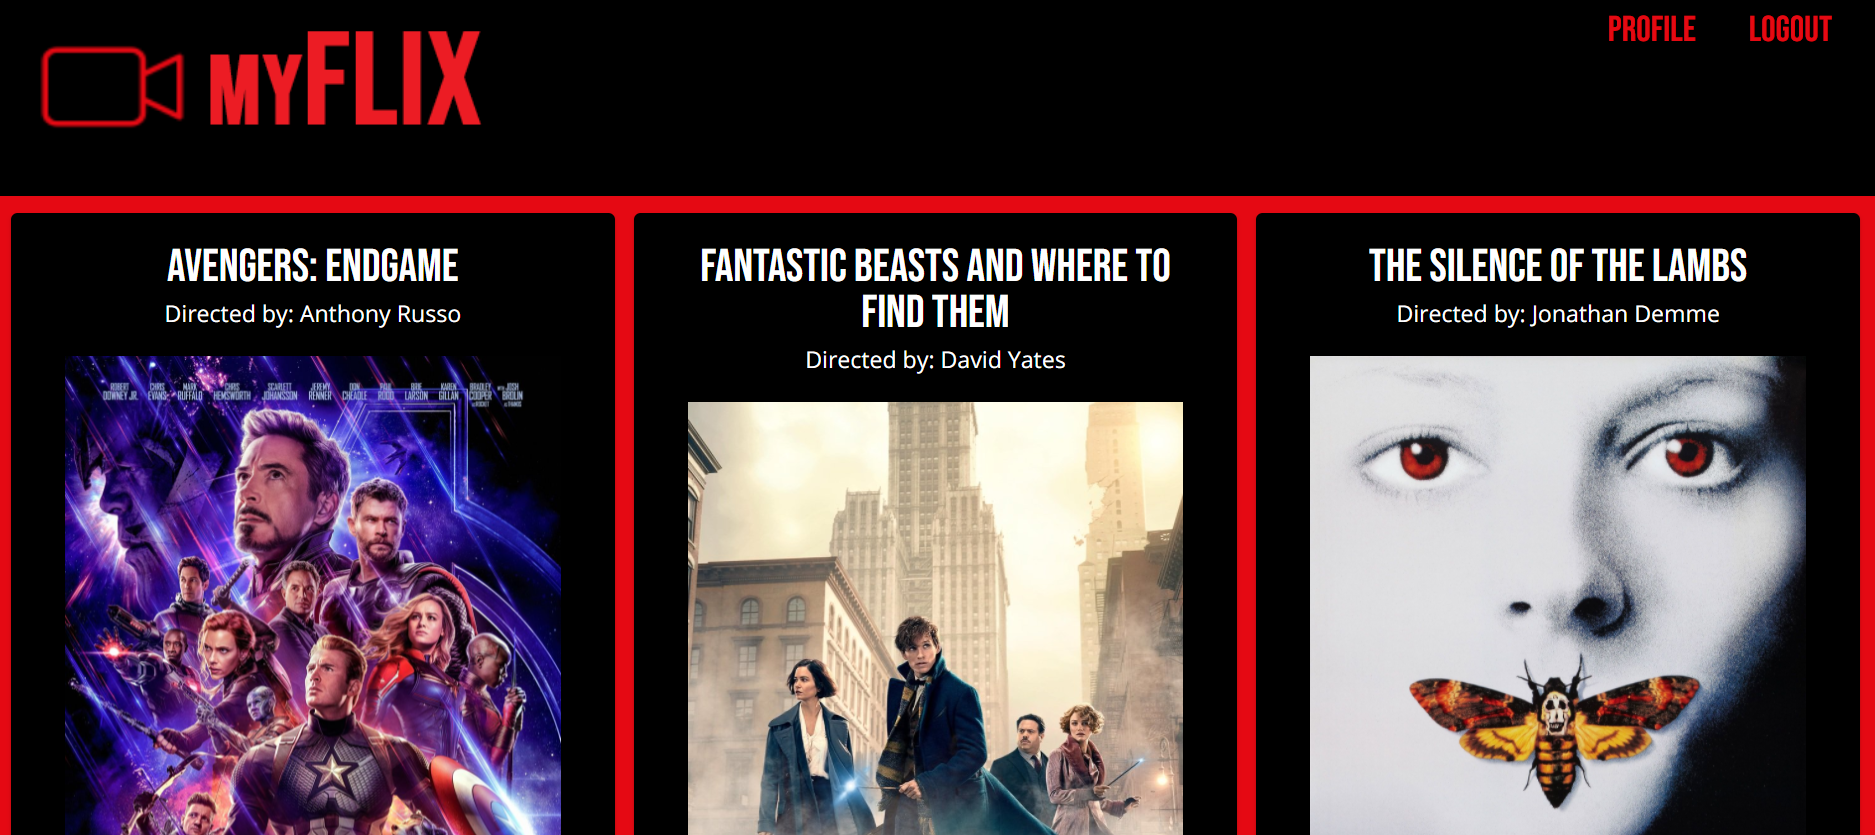 MYFLIX
PROFILE LOGOUT
AVENGERS: ENDGAME
Directed by: Anthony Russo
ROBERT DOWNEY JR. CHRIS EVANS MARK RUFFALO CHRIS HEMSWORTH SCARLETT JOHANSSON JEREMY RENNER DON CHEADLE PAUL RUDD BRIE LARSON KAREN GILLAN BRADLEY COOPER WITH JOSH BROLIN
FANTASTIC BEASTS AND WHERE TO
FIND THEM
Directed by: David Yates
THE SILENCE OF THE LAMBS
Directed by: Jonathan Demme